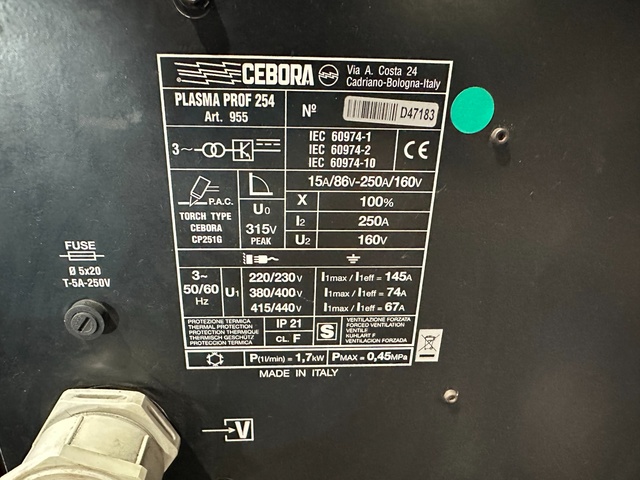 CEBORA
Via A. Costa 24
Cadriano-Bologna-Italy
PLASMA PROF 254
Art. 955
Nº
D47183
3~
IEC 60974-1
IEC 60974-2
IEC 60974-10
CE
P.A.C.
TORCH TYPE
CEBORA
CP251G
U0
315V
PEAK
15A/86V-250A/160V
X 100%
I2 250A
U2 160V
3~
50/60
Hz
U1
220/230V I1max / I1eff = 145A
380/400V I1max / I1eff = 74A
415/440V I1max / I1eff = 67A
PROTEZIONE TERMICA
THERMAL PROTECTION
PROTECTION THERMIQUE
THERMISCH GESCHÜTZ
PROTECCION TERMICA
IP 21
CL. F
S
VENTILAZIONE FORZATA
FORCED VENTILATION
VENTILÉ
KUHLART F
VENTILACION FORZADA
P(1l/min) = 1,7kW PMAX = 0,45MPa
MADE IN ITALY
FUSE
Ø 5x20
T-5A-250V
V